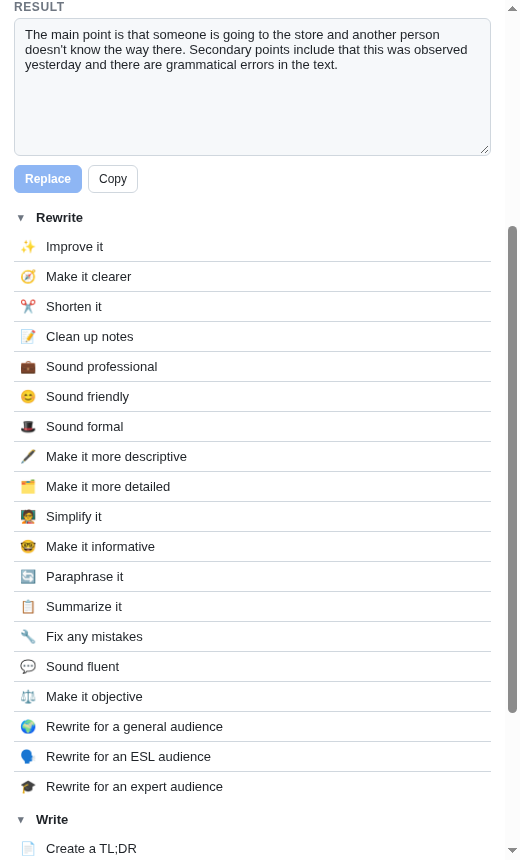 RESULT
The main point is that someone is going to the store and another person
doesn't know the way there. Secondary points include that this was observed
yesterday and there are grammatical errors in the text.
Replace
Copy
Rewrite
Improve it
Make it clearer
Shorten it
Clean up notes
Sound professional
Sound friendly
Sound formal
Make it more descriptive
Make it more detailed
Simplify it
Make it informative
Paraphrase it
Summarize it
Fix any mistakes
Sound fluent
Make it objective
Rewrite for a general audience
Rewrite for an ESL audience
Rewrite for an expert audience
Write
Create a TL;DR